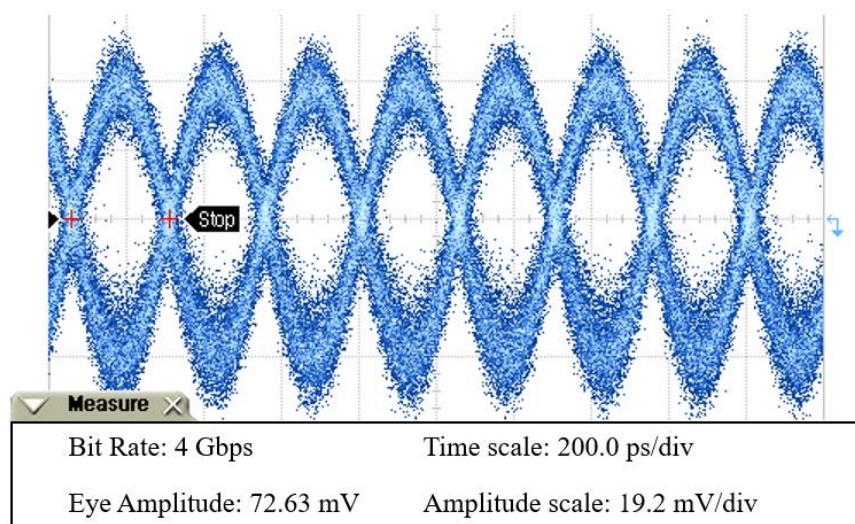 Stop
Measure
Bit Rate: 4 Gbps Time scale: 200.0 ps/div
Eye Amplitude: 72.63 mV Amplitude scale: 19.2 mV/div